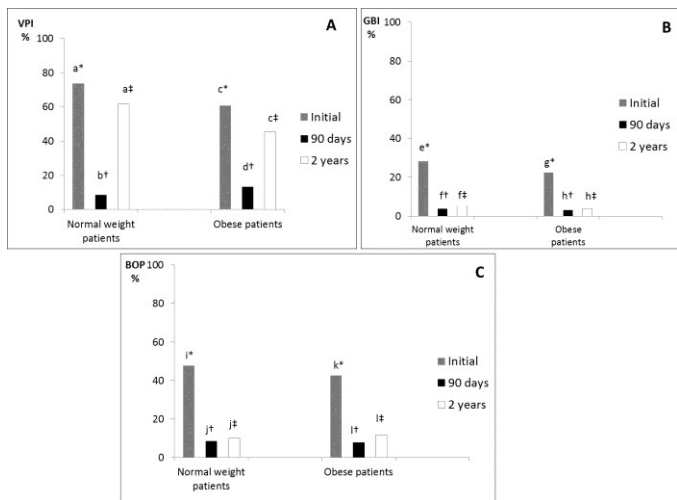 VPI
%
A
100
80
60
40
20
0
a*
b†
a‡
c*
d†
c‡
Initial
90 days
2 years
Normal weight
patients
Obese patients
GBI
%
B
100
80
60
40
20
0
e*
f†
f‡
g*
h†
h‡
Initial
90 days
2 years
Normal weight
patients
Obese
patients
BOP
%
C
100
80
60
40
20
0
i*
j†
j‡
k*
l†
l‡
Initial
90 days
2 years
Normal weight
patients
Obese patients